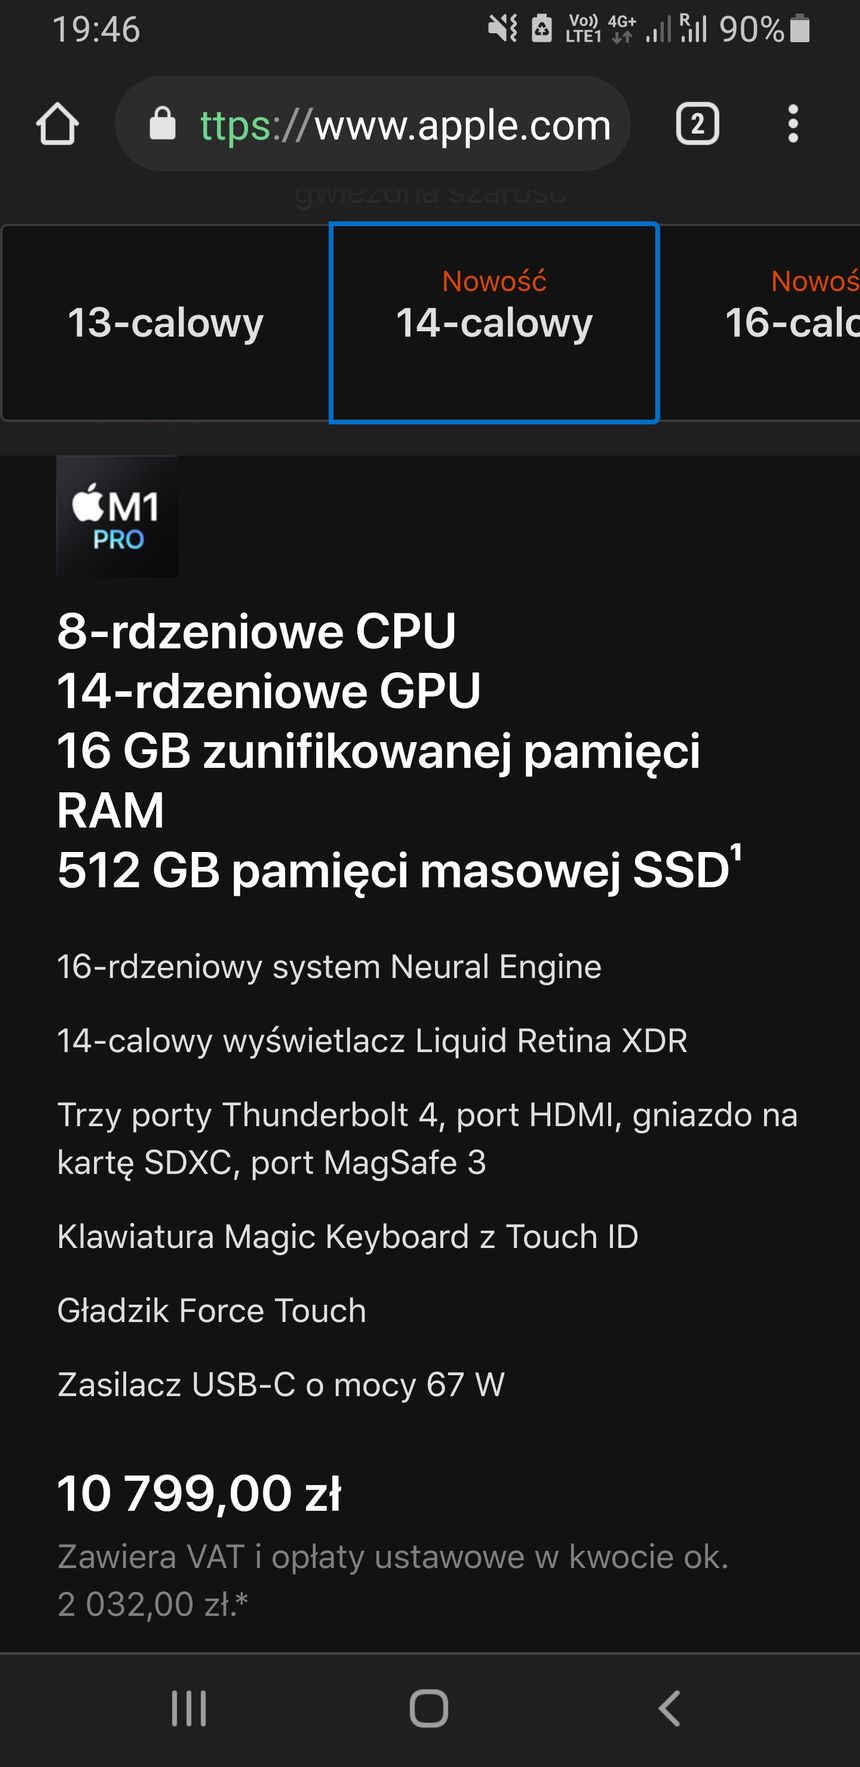 19:46
Vo)) LTE1 4G+ R 90%
ttps://www.apple.com
2
gwiezdna szarość
13-calowy
Nowość
14-calowy
Nowoś
16-calo
M1
PRO
8-rdzeniowe CPU
14-rdzeniowe GPU
16 GB zunifikowanej pamięci
RAM
512 GB pamięci masowej SSD¹
16-rdzeniowy system Neural Engine
14-calowy wyświetlacz Liquid Retina XDR
Trzy porty Thunderbolt 4, port HDMI, gniazdo na
kartę SDXC, port MagSafe 3
Klawiatura Magic Keyboard z Touch ID
Gładzik Force Touch
Zasilacz USB-C o mocy 67 W
10 799,00 zł
Zawiera VAT i opłaty ustawowe w kwocie ok.
2 032,00 zł.*